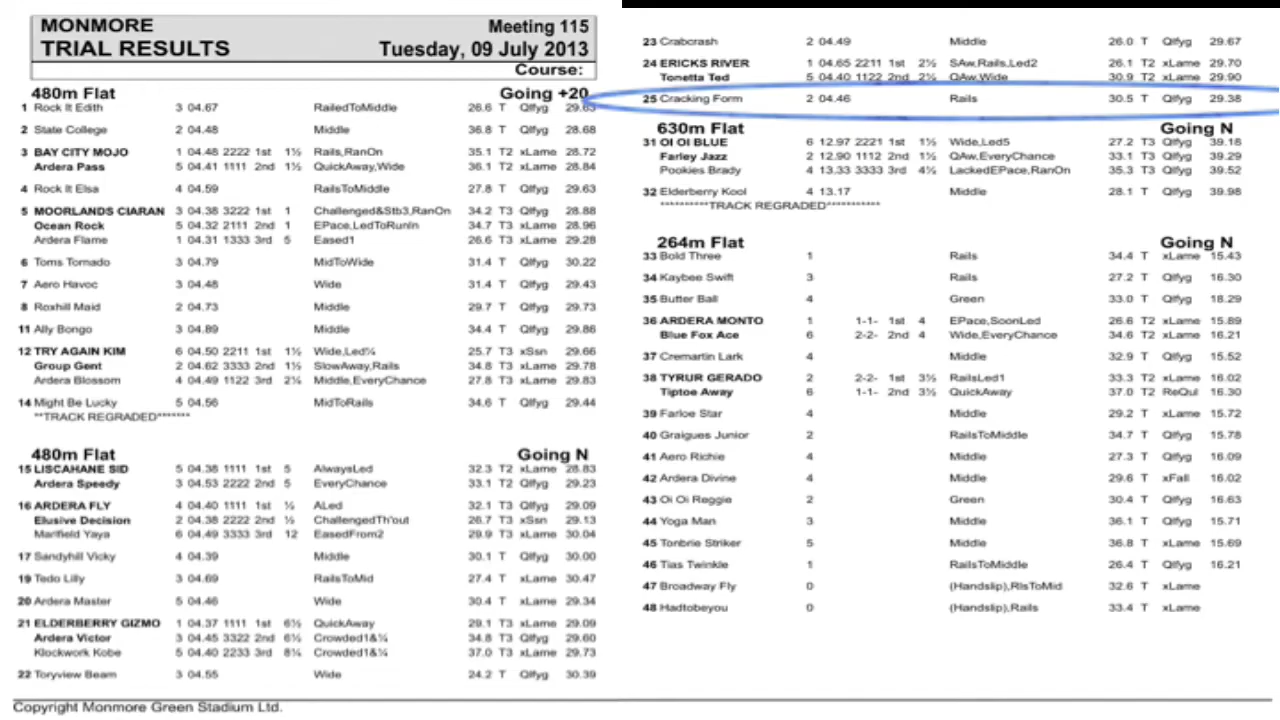 MONMORE Meeting 115
TRIAL RESULTS Tuesday, 09 July 2013
Course:
480m Flat Going +20
1 Rock It Edith 3 04.67 RailedToMiddle 26.6 T Qlfyg 29.63
2 State College 2 04.48 Middle 36.8 T Qlfyg 28.68
3 BAY CITY MOJO 1 04.48 2222 1st 1½ Rails,RanOn 35.1 T2 xLame 28.72
Ardera Pass 5 04.41 1111 2nd 1½ QuickAway,Wide 36.1 T2 xLame 28.84
4 Rock It Elsa 4 04.59 RailsToMiddle 27.8 T Qlfyg 29.63
5 MOORLANDS CIARAN 3 04.38 3222 1st 1 Challenged&Stb3,RanOn 34.2 T3 Qlfyg 28.88
Ocean Rock 5 04.32 2111 2nd 1 EPace,LedToRunIn 34.7 T3 xLame 28.96
Ardera Flame 1 04.31 1333 3rd 5 Eased1 26.6 T3 xLame 29.28
6 Toms Tornado 3 04.79 MidToWide 31.4 T Qlfyg 30.22
7 Aero Havoc 3 04.48 Wide 31.4 T Qlfyg 29.43
8 Roxhill Maid 2 04.73 Middle 29.7 T Qlfyg 29.73
11 Ally Bongo 3 04.89 Middle 34.4 T Qlfyg 29.86
12 TRY AGAIN KIM 6 04.50 2211 1st 1½ Wide,Led¾ 25.7 T3 xSsn 29.66
Group Gent 2 04.62 3333 2nd 1½ SlowAway,Rails 34.8 T3 xLame 29.78
Ardera Blossom 4 04.49 1122 3rd 2¼ Middle,EveryChance 27.8 T3 xLame 29.83
14 Might Be Lucky 5 04.56 MidToRails 34.6 T Qlfyg 29.44
**TRACK REGRADED*******
480m Flat Going N
15 LISCAHANE SID 5 04.38 1111 1st 5 AlwaysLed 32.3 T2 xLame 28.83
Ardera Speedy 3 04.53 2222 2nd 5 EveryChance 33.1 T2 Qlfyg 29.23
16 ARDERA FLY 4 04.40 1111 1st ½ ALed 32.1 T3 Qlfyg 29.09
Elusive Decision 2 04.38 2222 2nd ½ ChallengedTh'out 26.7 T3 xSsn 29.13
Marlfield Yaya 6 04.49 3333 3rd 12 EasedFrom2 29.9 T3 xLame 30.04
17 Sandyhill Vicky 4 04.39 Middle 30.1 T Qlfyg 30.00
19 Tedo Lilly 3 04.69 RailsToMid 27.4 T xLame 30.47
20 Ardera Master 5 04.46 Wide 30.4 T xLame 29.34
21 ELDERBERRY GIZMO 1 04.37 1111 1st 6½ QuickAway 29.1 T3 xLame 29.09
Ardera Victor 3 04.45 3322 2nd 6½ Crowded1&¼ 34.8 T3 Qlfyg 29.60
Klockwork Kobe 5 04.40 2233 3rd 8¼ Crowded1&¼ 37.0 T3 xLame 29.73
22 Toryview Beam 3 04.55 Wide 24.2 T Qlfyg 30.39
Copyright Monmore Green Stadium Ltd.
23 Crabcrash 2 04.49 Middle 26.0 T Qlfyg 29.67
24 ERICKS RIVER 1 04.65 2211 1st 2½ SAw,Rails,Led2 26.1 T2 xLame 29.70
Tonetta Ted 5 04.40 1122 2nd 2½ QAw,Wide 30.9 T2 xLame 29.90
25 Cracking Form 2 04.46 Rails 30.5 T Qlfyg 29.38
630m Flat Going N
31 OI OI BLUE 6 12.97 2221 1st 1½ Wide,Led5 27.2 T3 Qlfyg 39.18
Farley Jazz 2 12.90 1112 2nd 1½ QAw,EveryChance 33.1 T3 Qlfyg 39.29
Pookies Brady 4 13.33 3333 3rd 4½ LackedEPace,RanOn 35.3 T3 Qlfyg 39.52
32 Elderberry Kool 4 13.17 Middle 28.1 T Qlfyg 39.98
**********TRACK REGRADED***********
264m Flat Going N
33 Bold Three 1 Rails 34.4 T xLame 15.43
34 Kaybee Swift 3 Rails 27.2 T Qlfyg 16.30
35 Butter Ball 4 Green 33.0 T Qlfyg 18.29
36 ARDERA MONTO 1 1-1- 1st 4 EPace,SoonLed 26.6 T2 xLame 15.89
Blue Fox Ace 6 2-2- 2nd 4 Wide,EveryChance 34.6 T2 xLame 16.21
37 Cremartin Lark 4 Middle 32.9 T Qlfyg 15.52
38 TYRUR GERADO 2 2-2- 1st 3½ RailsLed1 33.3 T2 xLame 16.02
Tiptoe Away 6 1-1- 2nd 3½ QuickAway 37.0 T2 ReQul 16.30
39 Farloe Star 4 Middle 29.2 T xLame 15.72
40 Graigues Junior 2 RailsToMiddle 34.7 T Qlfyg 15.78
41 Aero Richie 4 Middle 27.3 T Qlfyg 16.09
42 Ardera Divine 4 Middle 29.6 T xFall 16.02
43 Oi Oi Reggie 2 Green 30.4 T Qlfyg 16.63
44 Yoga Man 3 Middle 36.1 T Qlfyg 15.71
45 Tonbrie Striker 5 Middle 36.8 T xLame 15.69
46 Tias Twinkle 1 RailsToMiddle 26.4 T Qlfyg 16.21
47 Broadway Fly 0 (Handslip),RlsToMid 32.6 T xLame
48 Hadtobeyou 0 (Handslip),Rails 33.4 T xLame